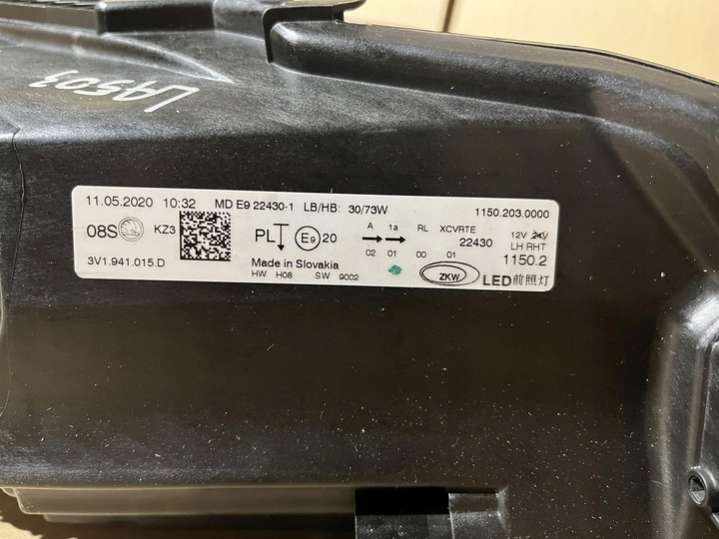 LA503
11.05.2020 10:32 MD E9 22430-1 LB/HB: 30/73W 1150.203.0000
08S KZ3 PL E9 20 A 1a RL XCVRTE 12V 24V
02 01 00 01 22430 LH RHT
3V1.941.015.D Made in Slovakia 1150.2
HW H08 SW 9002 ZKW LED前照灯